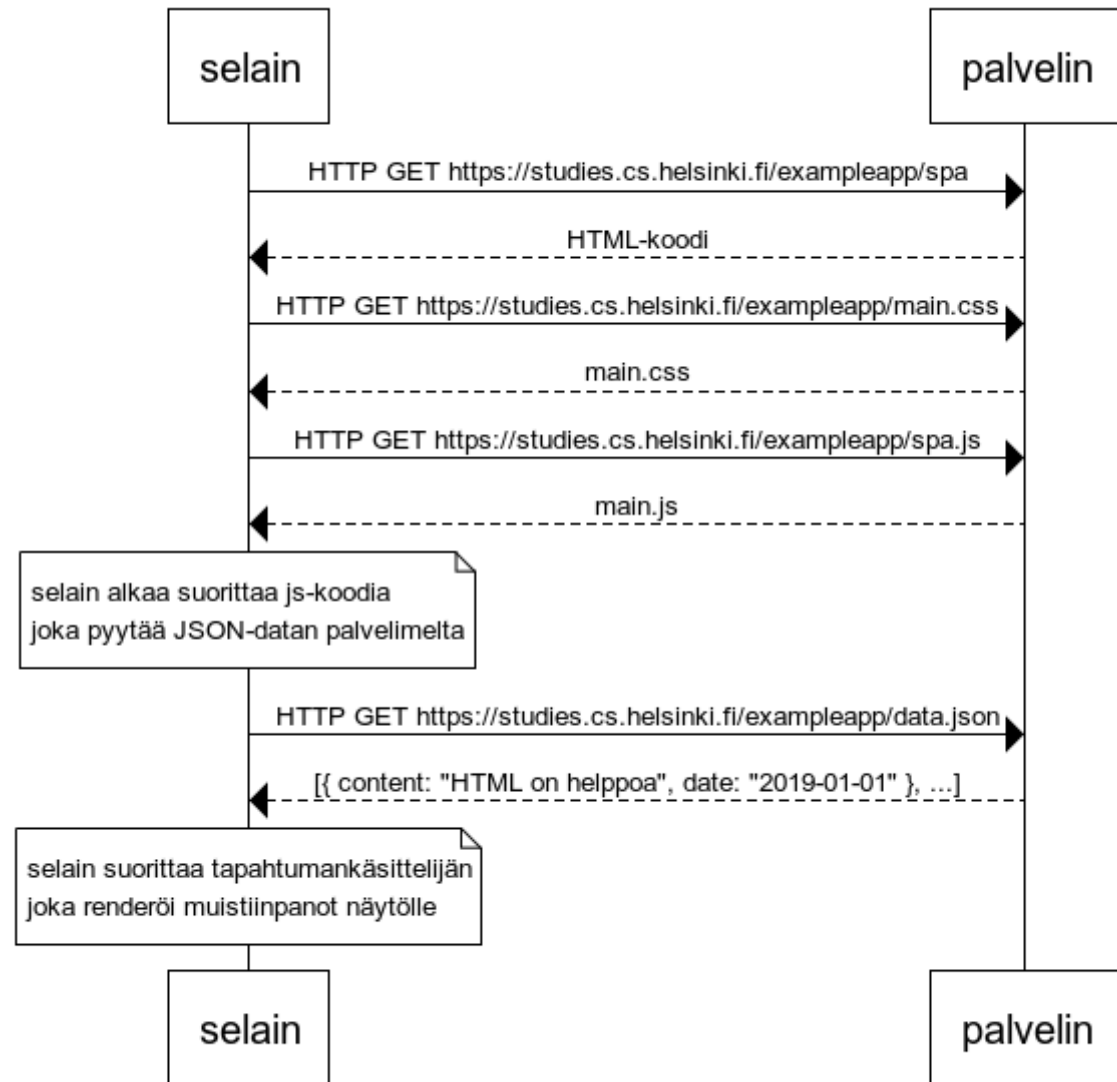 selain
palvelin
HTTP GET https://studies.cs.helsinki.fi/exampleapp/spa
HTML-koodi
HTTP GET https://studies.cs.helsinki.fi/exampleapp/main.css
main.css
HTTP GET https://studies.cs.helsinki.fi/exampleapp/spa.js
main.js
selain alkaa suorittaa js-koodia
joka pyytää JSON-datan palvelimelta
HTTP GET https://studies.cs.helsinki.fi/exampleapp/data.json
[{ content: "HTML on helppoa", date: "2019-01-01" }, ...]
selain suorittaa tapahtumankäsittelijän
joka renderöi muistiinpanot näytölle
selain
palvelin